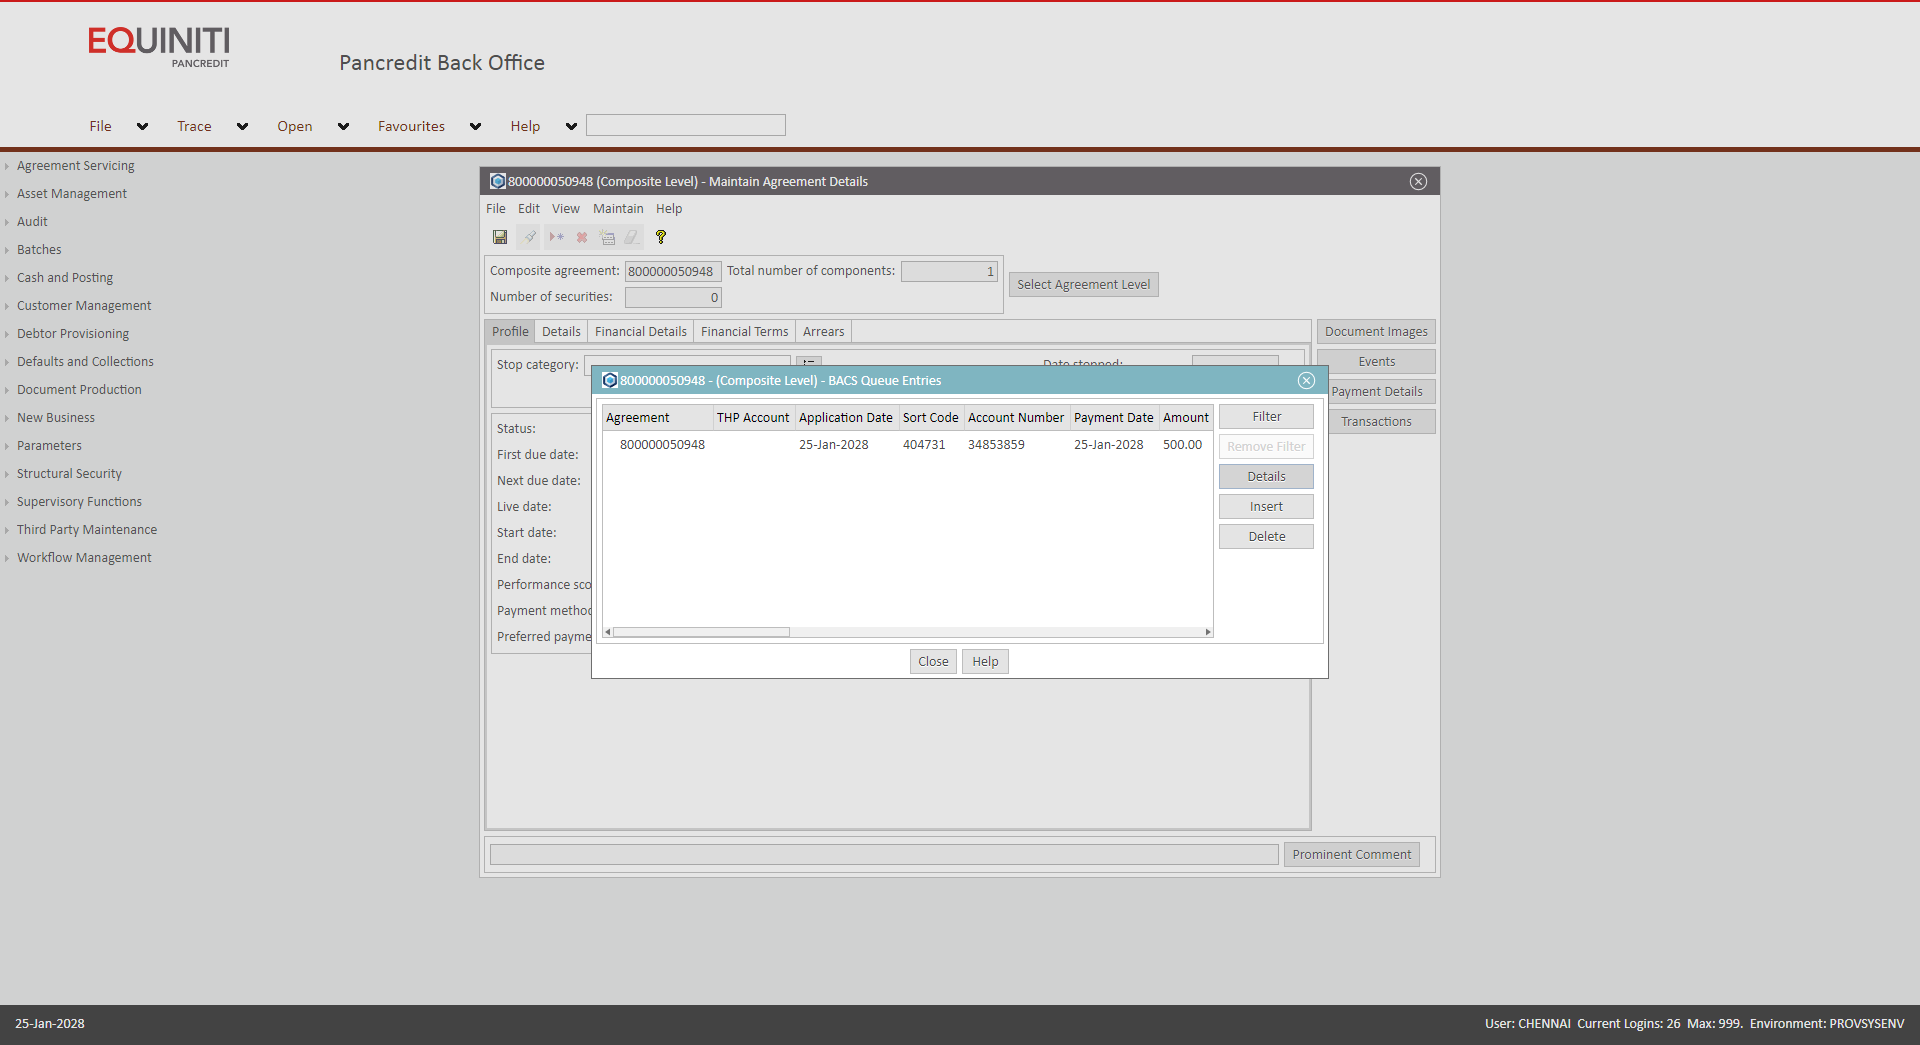 EQUINITI
PANCREDIT
Pancredit Back Office
File Trace Open Favourites Help
Agreement Servicing
Asset Management
Audit
Batches
Cash and Posting
Customer Management
Debtor Provisioning
Defaults and Collections
Document Production
New Business
Parameters
Structural Security
Supervisory Functions
Third Party Maintenance
Workflow Management
800000050948 (Composite Level) - Maintain Agreement Details
File Edit View Maintain Help
Composite agreement: 800000050948 Total number of components: 1
Number of securities: 0
Select Agreement Level
Profile Details Financial Details Financial Terms Arrears
Document Images
Events
Payment Details
Transactions
Stop category: Date stopped:
Status:
First due date:
Next due date:
Live date:
Start date:
End date:
Performance sco
Payment method
Preferred payme
800000050948 - (Composite Level) - BACS Queue Entries
Agreement THP Account Application Date Sort Code Account Number Payment Date Amount
800000050948 25-Jan-2028 404731 34853859 25-Jan-2028 500.00
Filter
Remove Filter
Details
Insert
Delete
Close Help
Prominent Comment
25-Jan-2028
User: CHENNAI Current Logins: 26 Max: 999. Environment: PROVSYSENV